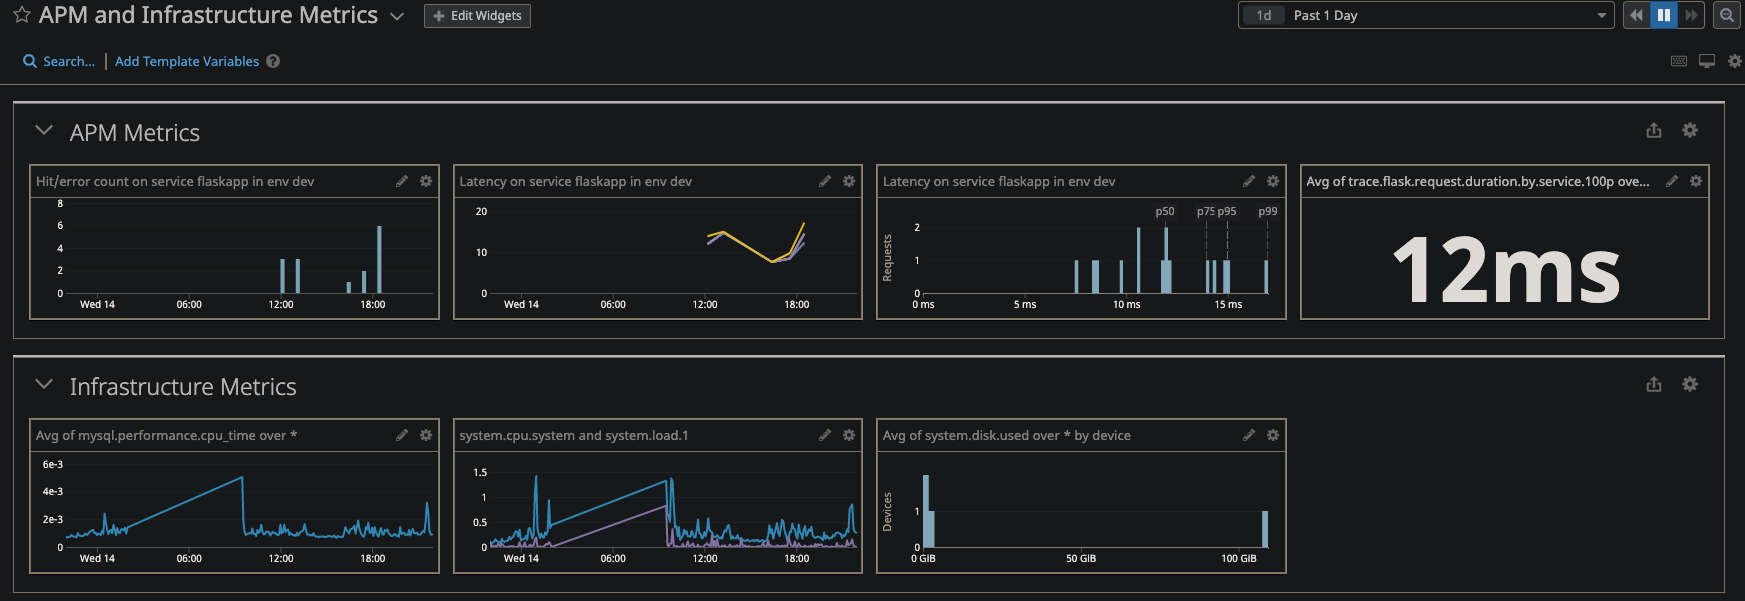 APM and Infrastructure Metrics
+ Edit Widgets
1d Past 1 Day
Search... | Add Template Variables ?
APM Metrics
Hit/error count on service flaskapp in env dev
8
6
4
2
0
Wed 14 06:00 12:00 18:00
Latency on service flaskapp in env dev
20
10
0
Wed 14 06:00 12:00 18:00
Latency on service flaskapp in env dev
p50 p75 p95 p99
Requests
2
1
0
0 ms 5 ms 10 ms 15 ms
Avg of trace.flask.request.duration.by.service.100p ove...
12ms
Infrastructure Metrics
Avg of mysql.performance.cpu_time over *
6e-3
4e-3
2e-3
0
Wed 14 06:00 12:00 18:00
system.cpu.system and system.load.1
1.5
1
0.5
0
Wed 14 06:00 12:00 18:00
Avg of system.disk.used over * by device
Devices
1
0
0 GiB 50 GiB 100 GiB